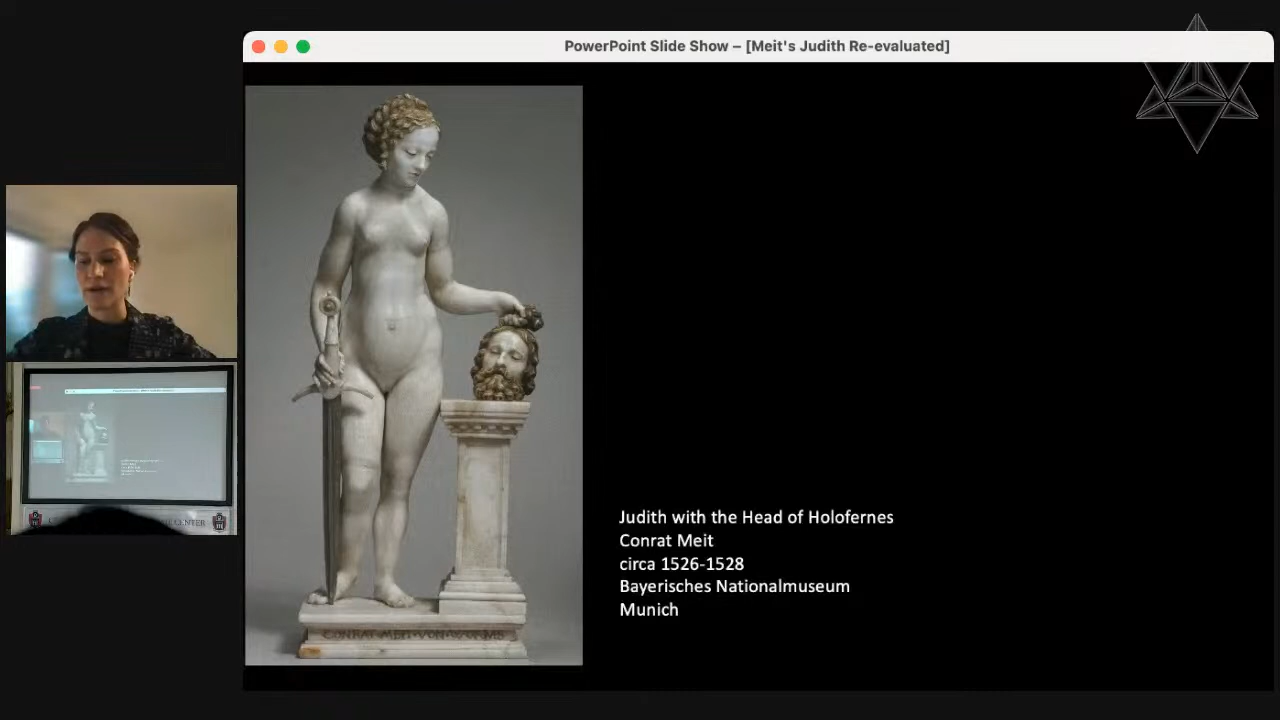 PowerPoint Slide Show – [Meit's Judith Re-evaluated]
Judith with the Head of Holofernes
Conrat Meit
circa 1526-1528
Bayerisches Nationalmuseum
Munich
CONRAT·MEIT·VON·WORMS
CENTER